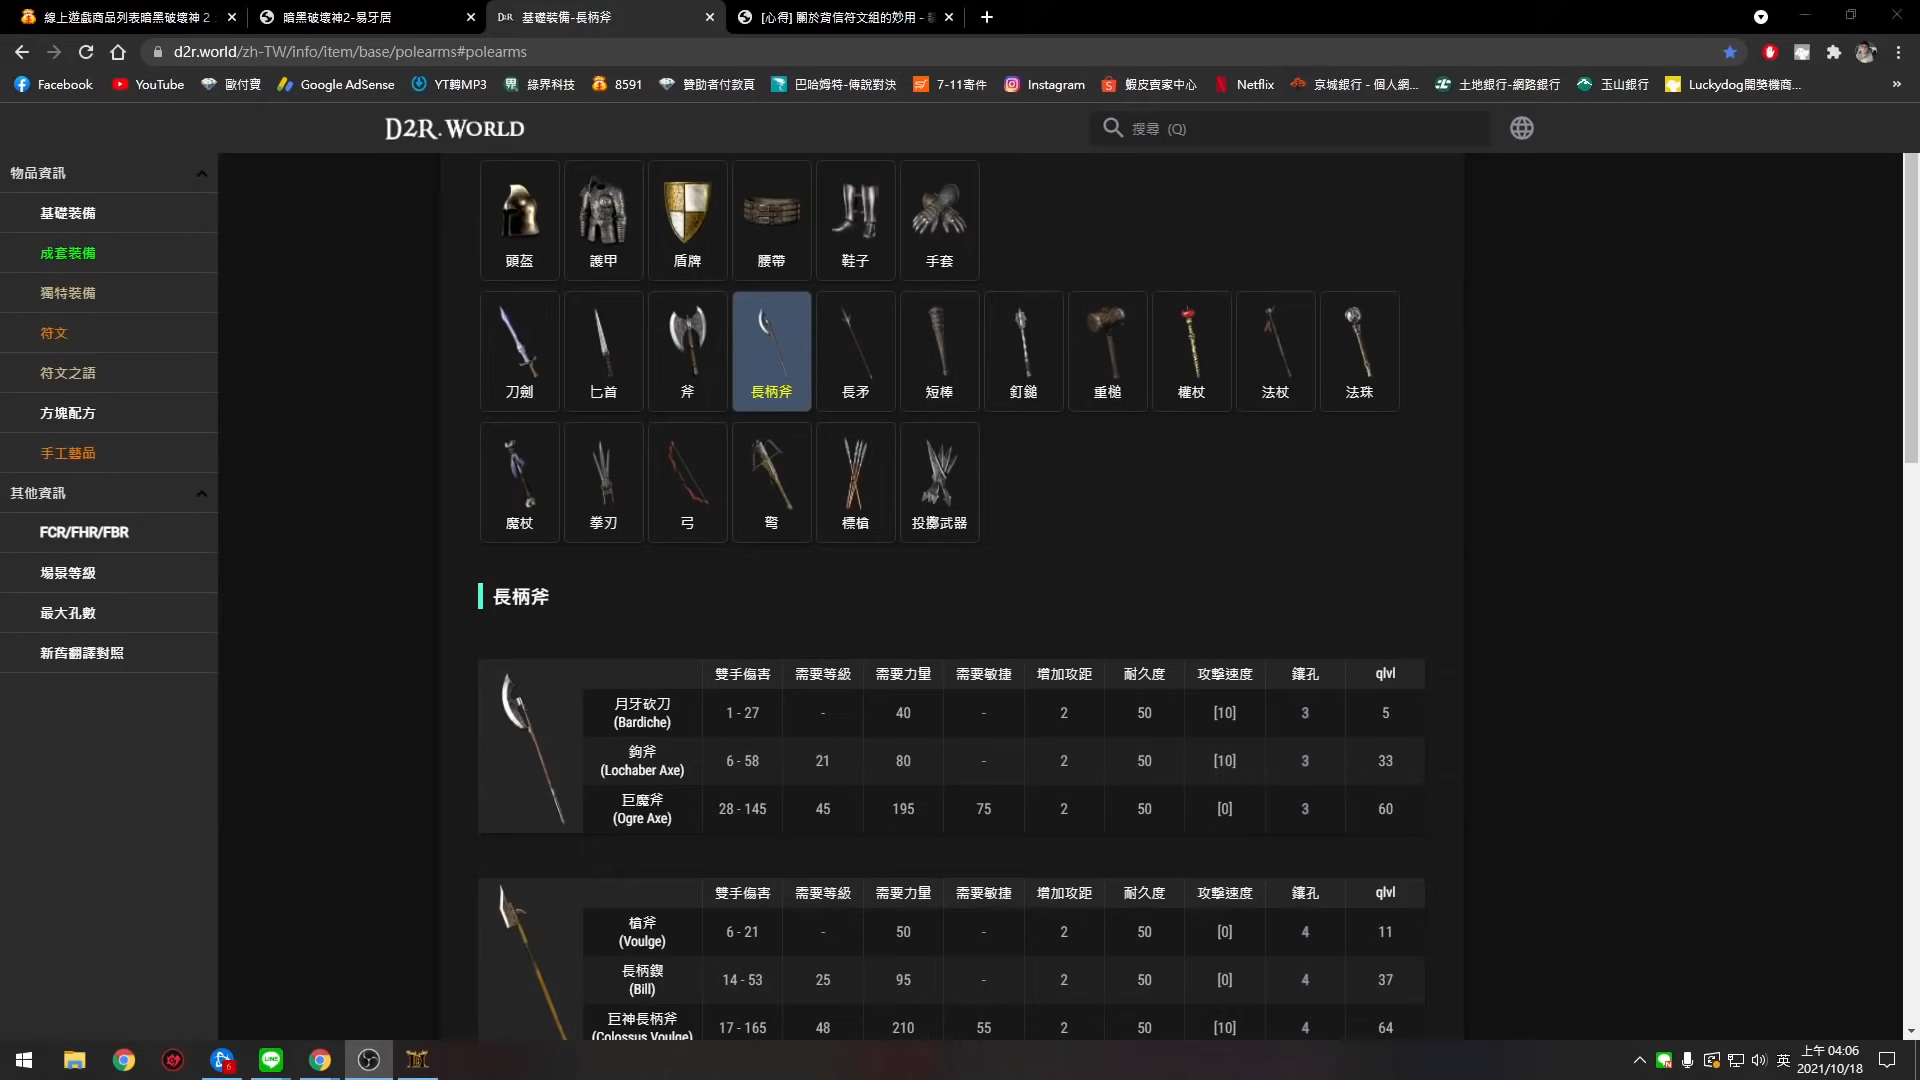 線上遊戲商品列表暗黑破壞神 2
暗黑破壞神2-易牙居
D2R 基礎裝備-長柄斧
[心得] 關於背信符文組的妙用 -
d2r.world/zh-TW/info/item/base/polearms#polearms
Facebook YouTube 歐付寶 Google AdSense YT轉MP3 綠界科技 8591 贊助者付款頁 巴哈姆特-傳說對決 7-11寄件 Instagram 蝦皮賣家中心 Netflix 京城銀行 - 個人網... 土地銀行-網路銀行 玉山銀行 Luckydog開獎機商... »
D2R.WORLD
搜尋 (Q)
物品資訊
基礎裝備
成套裝備
獨特裝備
符文
符文之語
方塊配方
手工藝品
其他資訊
FCR/FHR/FBR
場景等級
最大孔數
新舊翻譯對照
頭盔 護甲 盾牌 腰帶 鞋子 手套
刀劍 匕首 斧 長柄斧 長矛 短棒 釘鎚 重槌 權杖 法杖 法珠
魔杖 拳刃 弓 弩 標槍 投擲武器
長柄斧
雙手傷害 需要等級 需要力量 需要敏捷 增加攻距 耐久度 攻擊速度 鑲孔 qlvl
月牙砍刀
(Bardiche) 1 - 27 - 40 - 2 50 [10] 3 5
鉤斧
(Lochaber Axe) 6 - 58 21 80 - 2 50 [10] 3 33
巨魔斧
(Ogre Axe) 28 - 145 45 195 75 2 50 [0] 3 60
雙手傷害 需要等級 需要力量 需要敏捷 增加攻距 耐久度 攻擊速度 鑲孔 qlvl
槍斧
(Voulge) 6 - 21 - 50 - 2 50 [0] 4 11
長柄鍥
(Bill) 14 - 53 25 95 - 2 50 [0] 4 37
巨神長柄斧
(Colossus Voulge) 17 - 165 48 210 55 2 50 [10] 4 64
6
英
上午 04:06
2021/10/18